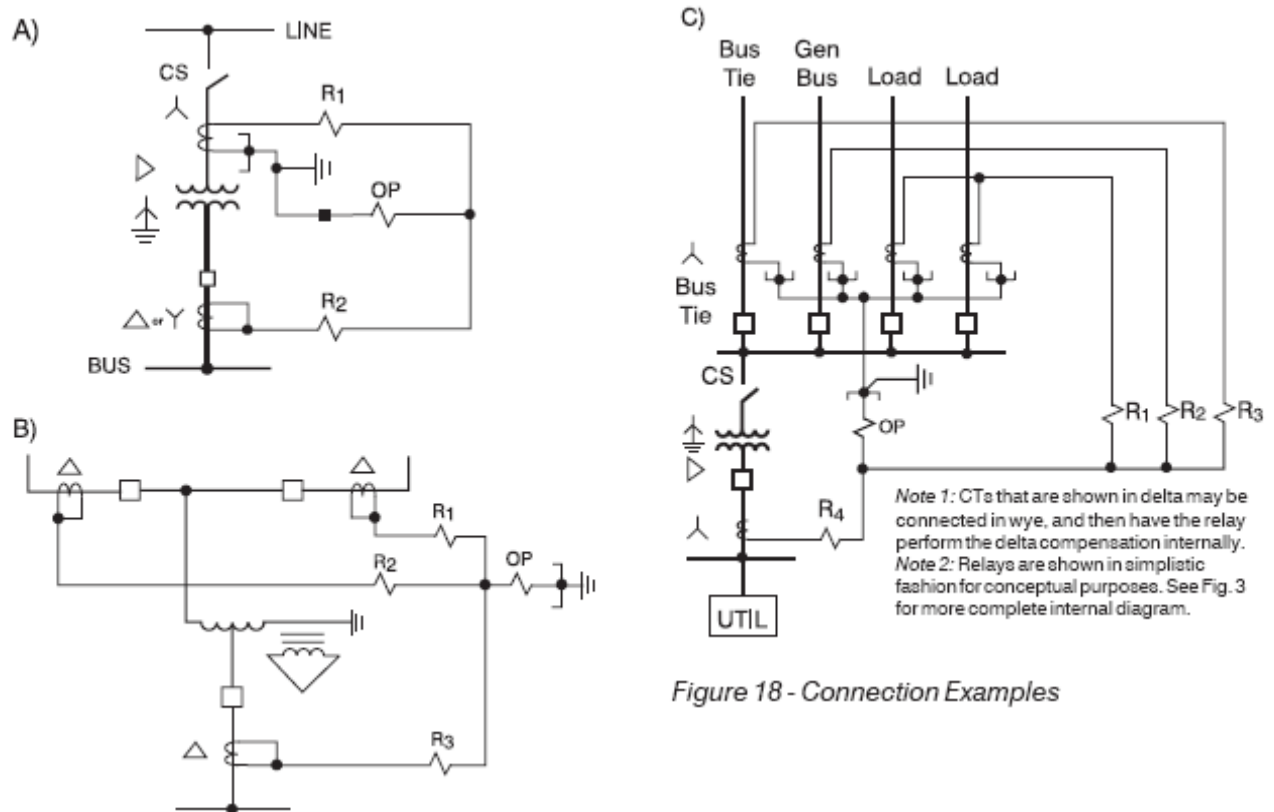 A)
LINE
CS
R1
OP
R2
or
BUS
B)
R1
R2
OP
R3
C)
Bus Tie
Gen Bus
Load
Load
Bus Tie
CS
OP
R1
R2
R3
R4
UTIL
Note 1: CTs that are shown in delta may be
connected in wye, and then have the relay
perform the delta compensation internally.
Note 2: Relays are shown in simplistic
fashion for conceptual purposes. See Fig. 3
for more complete internal diagram.
Figure 18 - Connection Examples